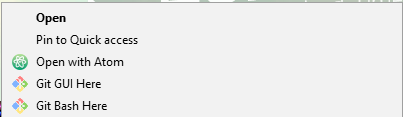 Open
Pin to Quick access
Open with Atom
Git GUI Here
Git Bash Here